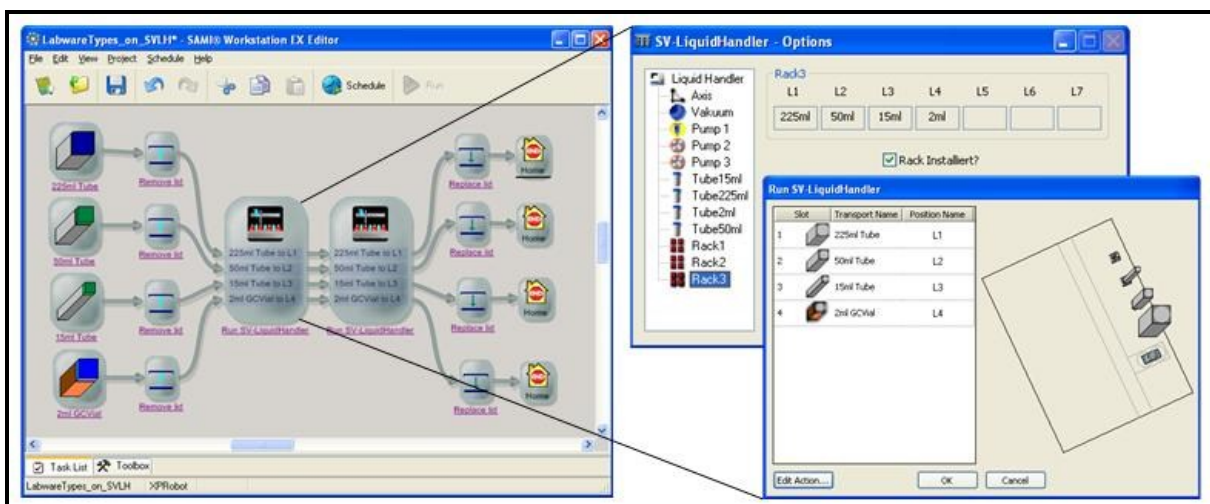 LabwareTypes_on_SVLH* - SAMI® Workstation EX Editor
File Edit View Project Schedule Help
Schedule Run
225ml Tube
Remove lid
Replace lid
Home
50ml Tube
Remove lid
Replace lid
Home
15ml Tube
Remove lid
Replace lid
Home
2ml GCVial
Remove lid
Replace lid
Home
225ml Tube to L1
50ml Tube to L2
15ml Tube to L3
2ml GCVial to L4
Run SV-LiquidHandler
225ml Tube to L1
50ml Tube to L2
15ml Tube to L3
2ml GCVial to L4
Run SV-LiquidHandler
Task List Toolbox
LabwareTypes_on_SVLH XPRobot
SV-LiquidHandler - Options
Liquid Handler
Axis
Vakuum
Pump 1
Pump 2
Pump 3
Tube15ml
Tube225ml
Tube2ml
Tube50ml
Rack1
Rack2
Rack3
Rack3
L1 L2 L3 L4 L5 L6 L7
225ml 50ml 15ml 2ml
Rack Installiert?
Run SV-LiquidHandler
Slot Transport Name Position Name
1 225ml Tube L1
2 50ml Tube L2
3 15ml Tube L3
4 2ml GCVial L4
Edit Action... OK Cancel